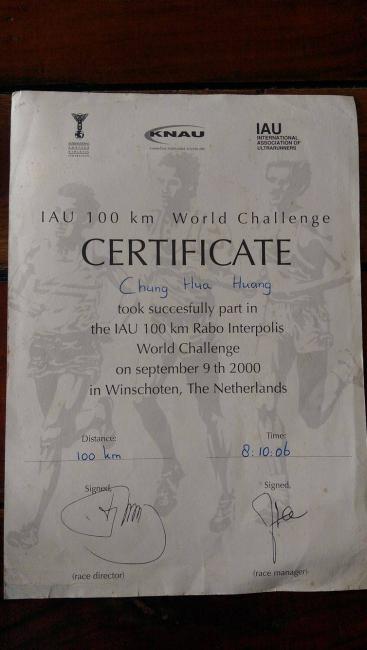 KNAU
IAU
INTERNATIONAL
ASSOCIATION OF
ULTRARUNNERS
IAU 100 km World Challenge
CERTIFICATE
Chung Hua Huang
took succesfully part in
the IAU 100 km Rabo Interpolis
World Challenge
on september 9 th 2000
in Winschoten, The Netherlands
Distance: Time:
100 km 8:10:06
Signed, Signed,
(race director) (race manager)